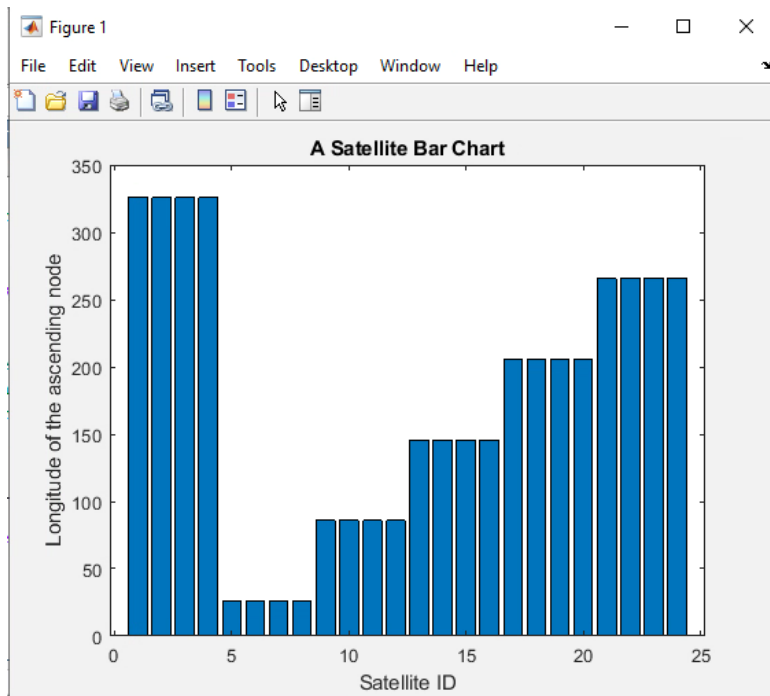 Figure 1
File Edit View Insert Tools Desktop Window Help
A Satellite Bar Chart
350
300
250
200
150
100
50
0
Longitude of the ascending node
0 5 10 15 20 25
Satellite ID